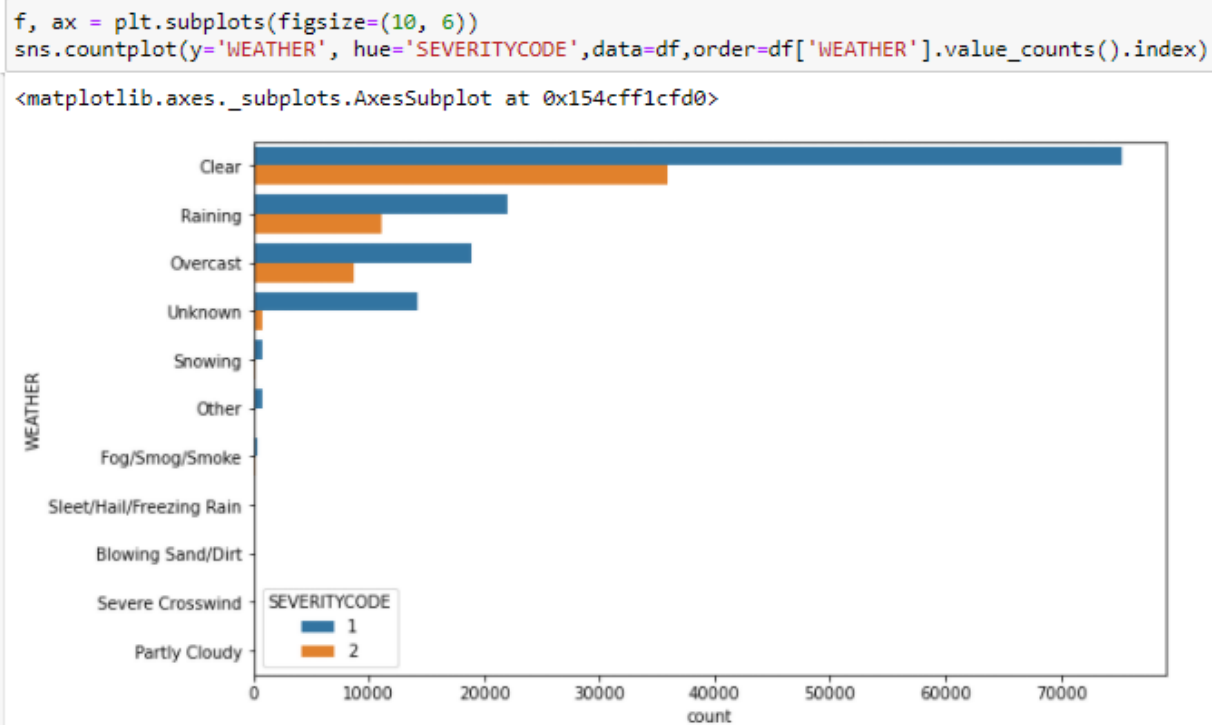 f, ax = plt.subplots(figsize=(10, 6))
sns.countplot(y='WEATHER', hue='SEVERITYCODE',data=df,order=df['WEATHER'].value_counts().index)
<matplotlib.axes._subplots.AxesSubplot at 0x154cff1cfd0>
Clear
Raining
Overcast
Unknown
Snowing
Other
Fog/Smog/Smoke
Sleet/Hail/Freezing Rain
Blowing Sand/Dirt
Severe Crosswind
Partly Cloudy
WEATHER
SEVERITYCODE
1
2
0 10000 20000 30000 40000 50000 60000 70000
count